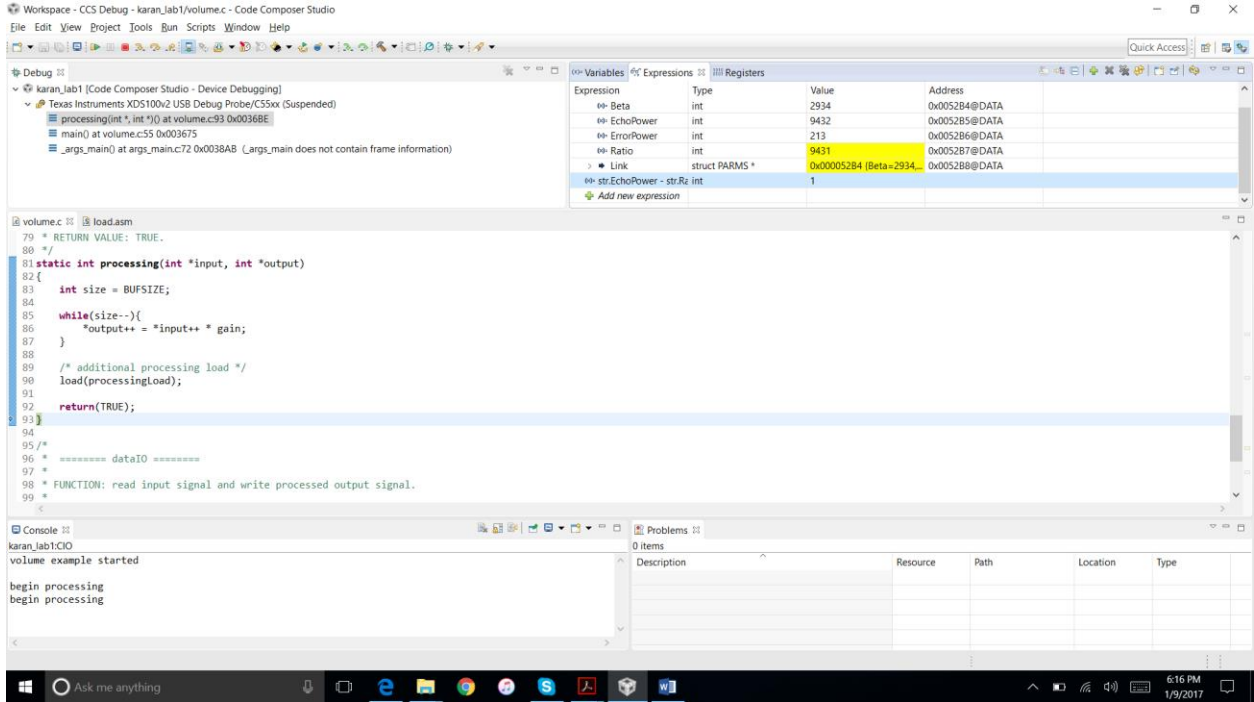 Workspace - CCS Debug - karan_lab1/volume.c - Code Composer Studio
File Edit View Project Tools Run Scripts Window Help
Quick Access
Debug
karan_lab1 [Code Composer Studio - Device Debugging]
Texas Instruments XDS100v2 USB Debug Probe/C55xx (Suspended)
processing(int *, int *)() at volume.c:93 0x0036BE
main() at volume.c:55 0x003675
_args_main() at args_main.c:72 0x0038AB (_args_main does not contain frame information)
Variables Expressions Registers
Expression Type Value Address
Beta int 2934 0x0052B4@DATA
EchoPower int 9432 0x0052B5@DATA
ErrorPower int 213 0x0052B6@DATA
Ratio int 9431 0x0052B7@DATA
Link struct PARMS * 0x000052B4 {Beta=2934,... 0x0052B8@DATA
str.EchoPower - str.Ra int 1
Add new expression
volume.c load.asm
79 * RETURN VALUE: TRUE.
80 */
81 static int processing(int *input, int *output)
82 {
83 int size = BUFSIZE;
84
85 while(size--){
86 *output++ = *input++ * gain;
87 }
88
89 /* additional processing load */
90 load(processingLoad);
91
92 return(TRUE);
93 }
94
95 /*
96 * ======== dataIO ========
97 *
98 * FUNCTION: read input signal and write processed output signal.
99 *
Console
karan_lab1:CIO
volume example started
begin processing
begin processing
Problems
0 items
Description Resource Path Location Type
Ask me anything
6:16 PM
1/9/2017